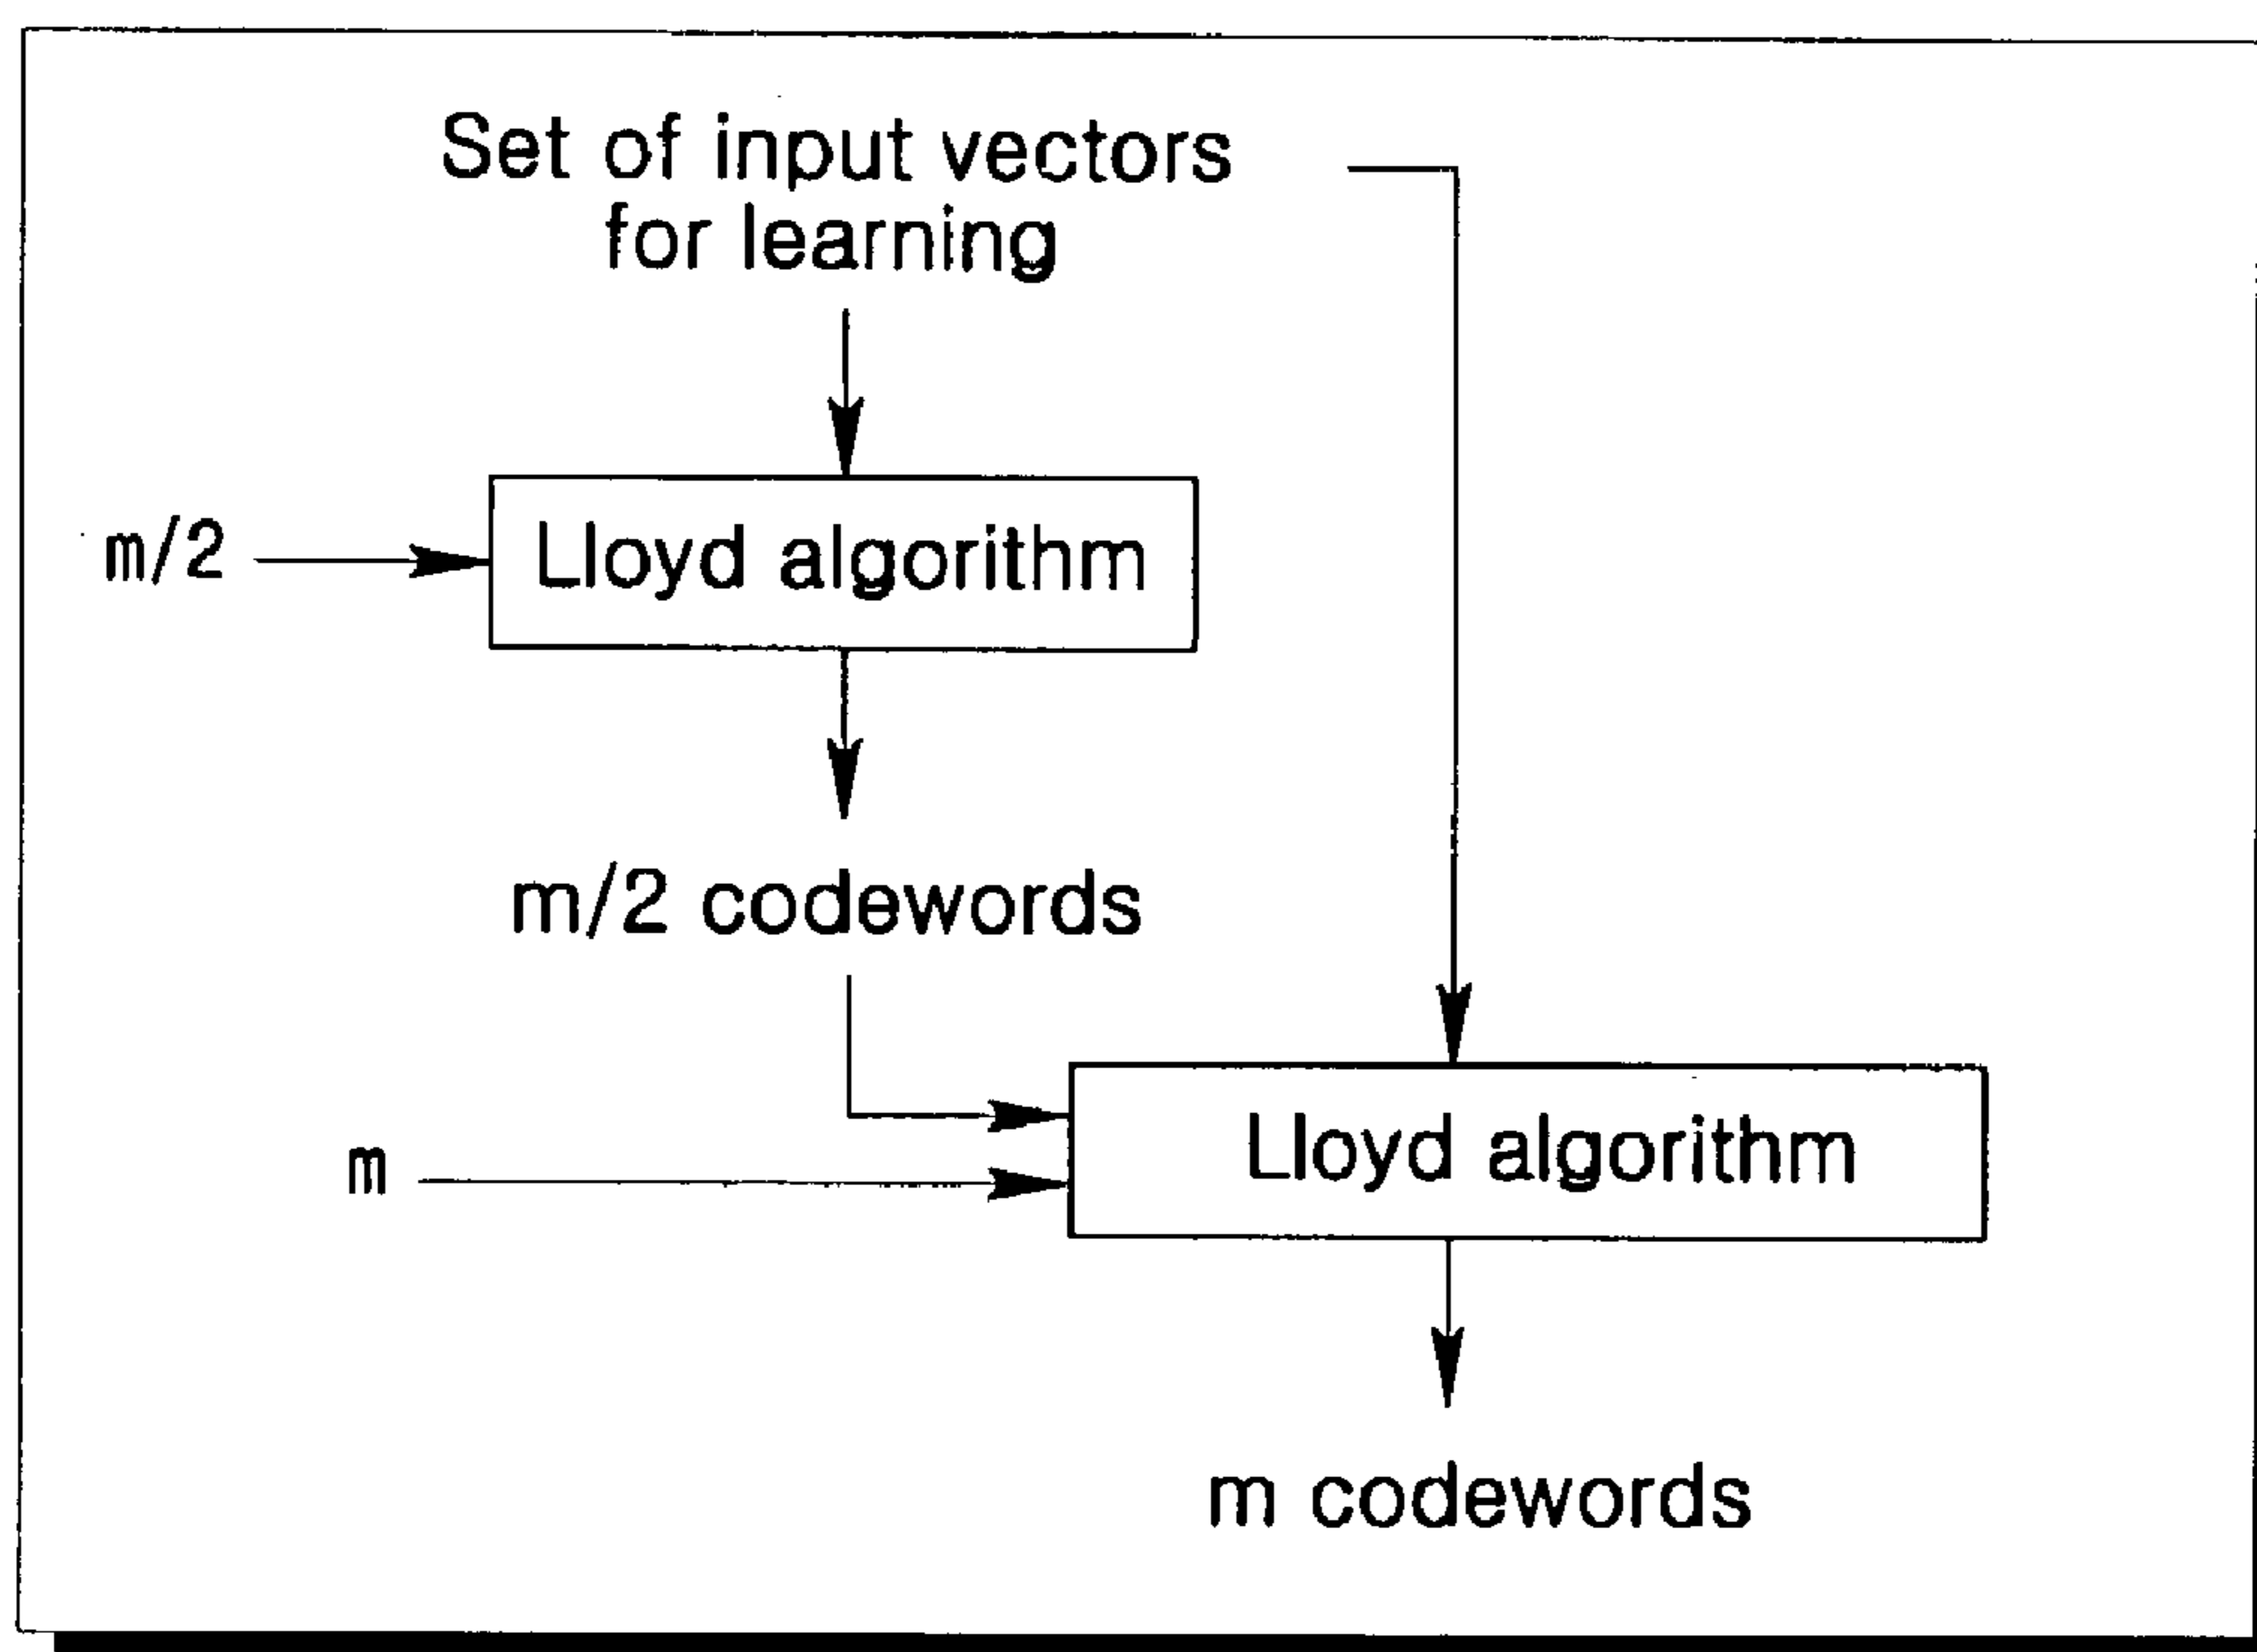 Set of input vectors
for learning
m/2
Lloyd algorithm
m/2 codewords
m
Lloyd algorithm
m codewords